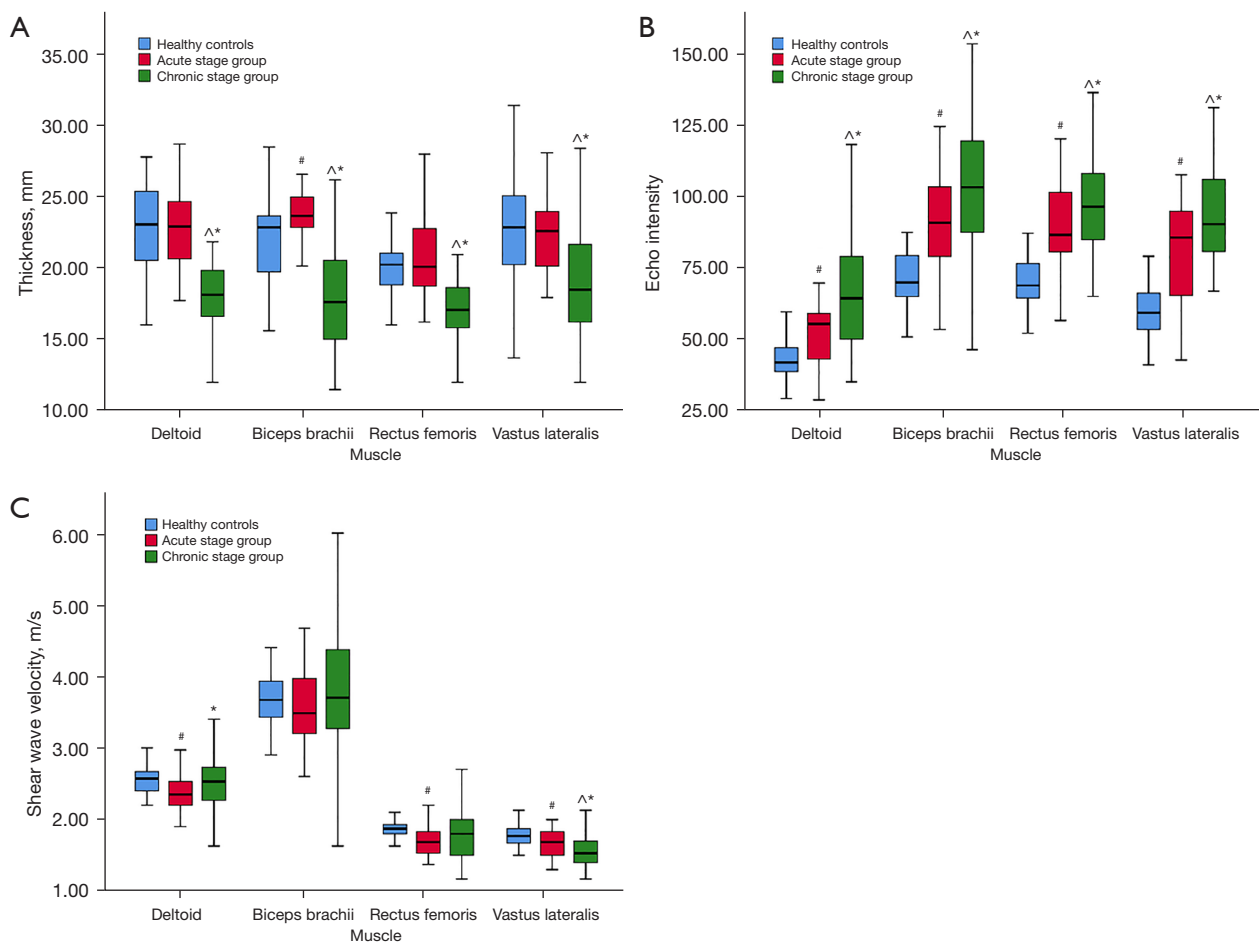 A
Healthy controls
Acute stage group
Chronic stage group
35.00
30.00
25.00
20.00
15.00
10.00
Thickness, mm
^*
#
^*
^*
^*
Deltoid
Biceps brachii
Rectus femoris
Vastus lateralis
Muscle
B
Healthy controls
Acute stage group
Chronic stage group
150.00
125.00
100.00
75.00
50.00
25.00
Echo intensity
#
^*
#
^*
#
^*
#
^*
Deltoid
Biceps brachii
Rectus femoris
Vastus lateralis
Muscle
C
Healthy controls
Acute stage group
Chronic stage group
6.00
5.00
4.00
3.00
2.00
1.00
Shear wave velocity, m/s
#
*
#
#
^*
Deltoid
Biceps brachii
Rectus femoris
Vastus lateralis
Muscle